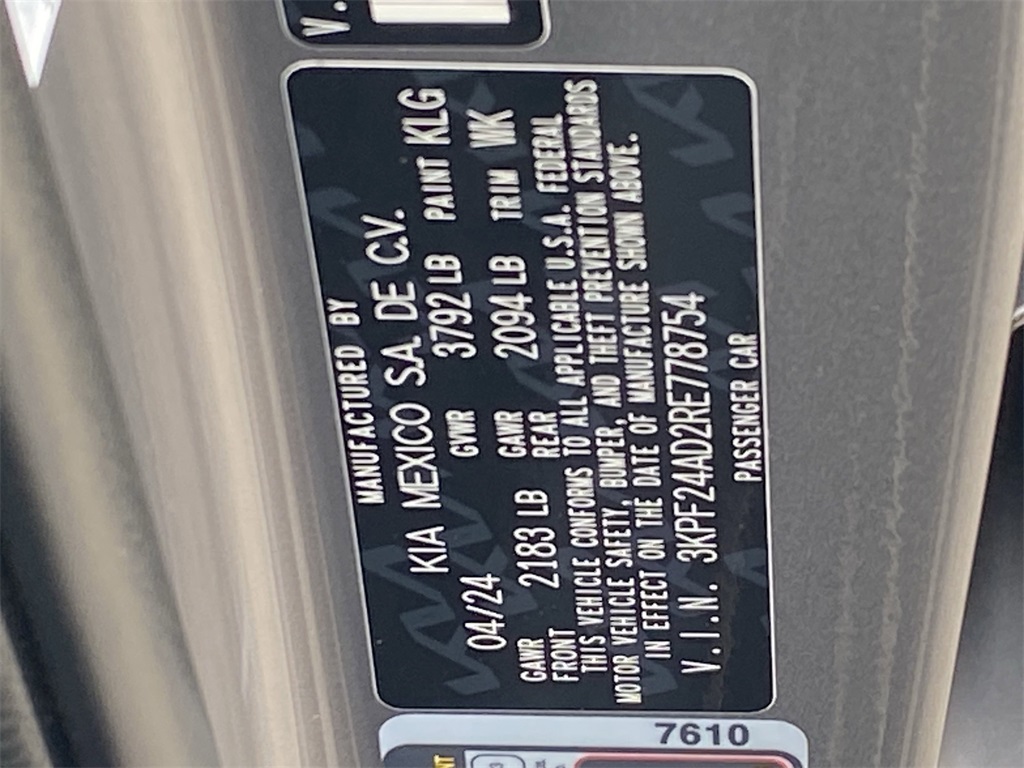 V.
MANUFACTURED BY
KIA MEXICO S.A. DE C.V.
04/24 GVWR 3792 LB PAINT KLG
GAWR FRONT 2183 LB GAWR REAR 2094 LB TRIM WK
THIS VEHICLE CONFORMS TO ALL APPLICABLE U.S.A. FEDERAL
MOTOR VEHICLE SAFETY, BUMPER, AND THEFT PREVENTION STANDARDS
IN EFFECT ON THE DATE OF MANUFACTURE SHOWN ABOVE.
V.I.N. 3KPF24AD2RE778754
PASSENGER CAR
7610